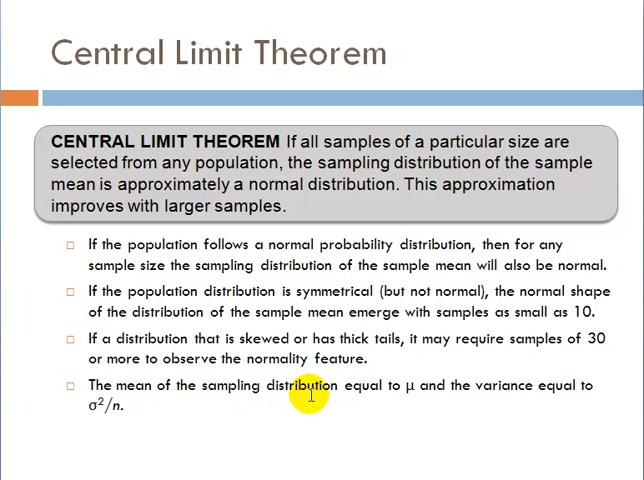 Central Limit Theorem
CENTRAL LIMIT THEOREM If all samples of a particular size are
selected from any population, the sampling distribution of the sample
mean is approximately a normal distribution. This approximation
improves with larger samples.
If the population follows a normal probability distribution, then for any
sample size the sampling distribution of the sample mean will also be normal.
If the population distribution is symmetrical (but not normal), the normal shape
of the distribution of the sample mean emerge with samples as small as 10.
If a distribution that is skewed or has thick tails, it may require samples of 30
or more to observe the normality feature.
The mean of the sampling distribution equal to μ and the variance equal to
σ²/n.